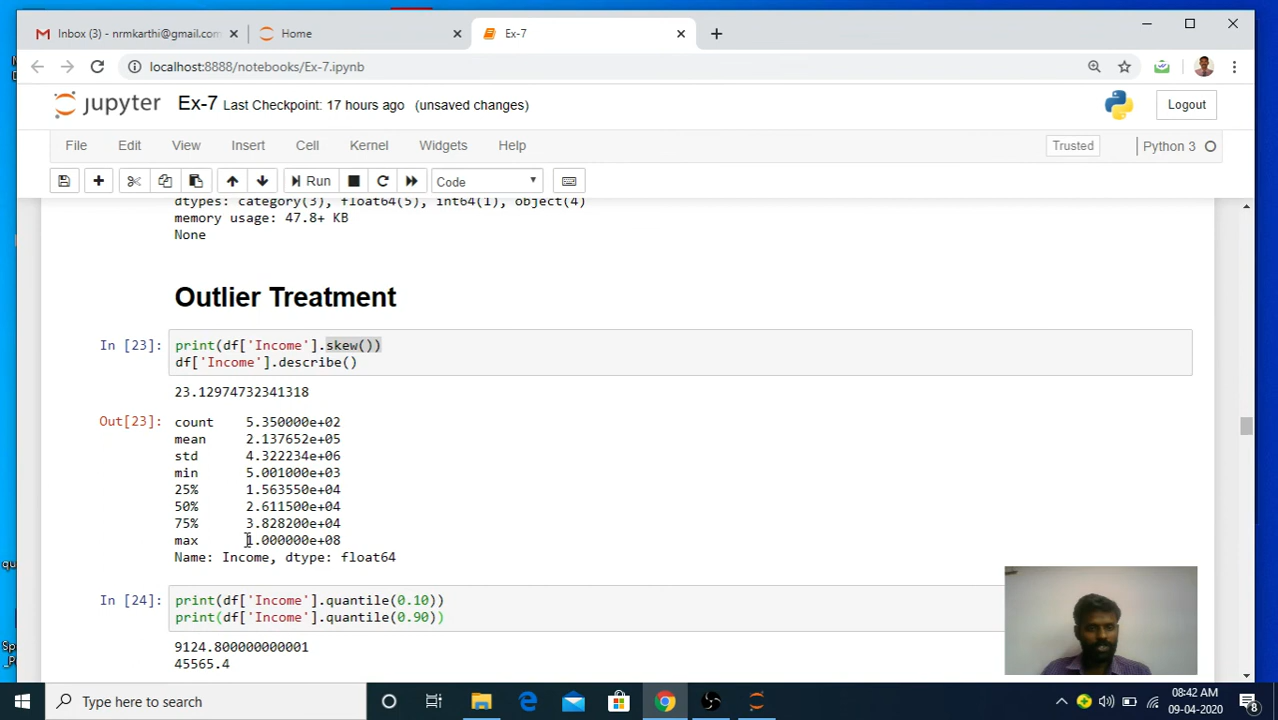 Inbox (3) - nrmkarthi@gmail.com
Home
Ex-7
localhost:8888/notebooks/Ex-7.ipynb
jupyter Ex-7 Last Checkpoint: 17 hours ago (unsaved changes)
Logout
File Edit View Insert Cell Kernel Widgets Help
Trusted
Python 3
Run
Code
dtypes: category(3), float64(5), int64(1), object(4)
memory usage: 47.8+ KB
None
Outlier Treatment
In [23]: print(df['Income'].skew())
df['Income'].describe()
23.12974732341318
Out[23]: count 5.350000e+02
mean 2.137652e+05
std 4.322234e+06
min 5.001000e+03
25% 1.563550e+04
50% 2.611500e+04
75% 3.828200e+04
max 1.000000e+08
Name: Income, dtype: float64
In [24]: print(df['Income'].quantile(0.10))
print(df['Income'].quantile(0.90))
9124.800000000001
45565.4
Type here to search
08:42 AM
09-04-2020
8